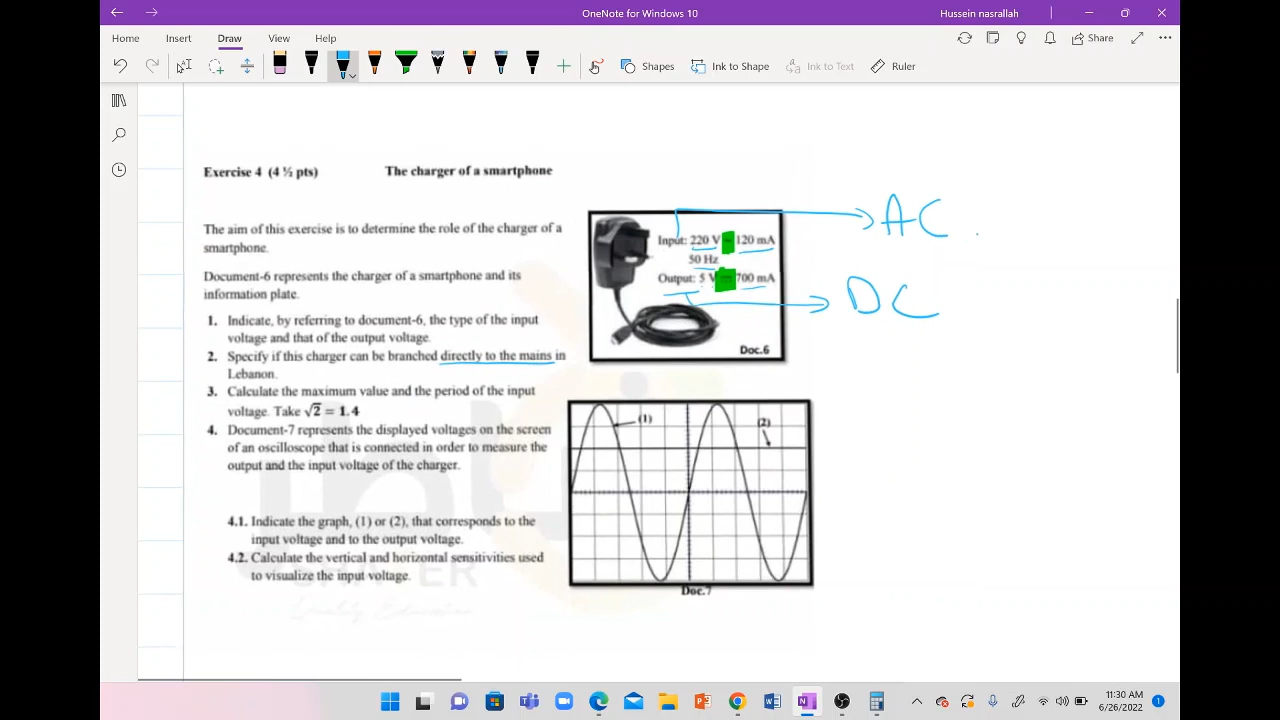 OneNote for Windows 10
Hussein nasrallah
Home Insert Draw View Help
Share
Shapes Ink to Shape Ink to Text Ruler
Exercise 4 (4 ½ pts) The charger of a smartphone
The aim of this exercise is to determine the role of the charger of a
smartphone.
Document-6 represents the charger of a smartphone and its
information plate.
1. Indicate, by referring to document-6, the type of the input
voltage and that of the output voltage.
2. Specify if this charger can be branched directly to the mains in
Lebanon.
3. Calculate the maximum value and the period of the input
voltage. Take √2 = 1.4
4. Document-7 represents the displayed voltages on the screen
of an oscilloscope that is connected in order to measure the
output and the input voltage of the charger.
4.1. Indicate the graph, (1) or (2), that corresponds to the
input voltage and to the output voltage.
4.2. Calculate the vertical and horizontal sensitivities used
to visualize the input voltage.
Input: 220 V 120 mA
50 Hz
Output: 5 V 700 mA
Doc.6
AC
DC
(1)
(2)
Doc.7
11:30 AM
6/26/2022
1